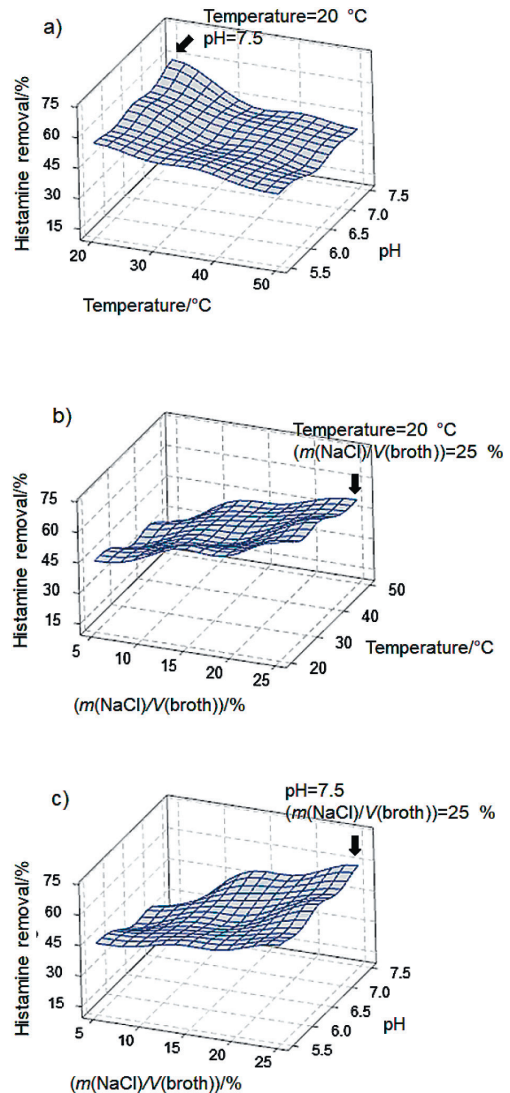 a)
Temperature=20 °C
pH=7.5
Histamine removal/%
75
60
45
30
15
20
30
40
50
Temperature/°C
5.5
6.0
6.5
7.0
7.5
pH
b)
Temperature=20 °C
(m(NaCl)/V(broth))=25 %
Histamine removal/%
75
60
45
30
15
5
10
15
20
25
(m(NaCl)/V(broth))/%
20
30
40
50
Temperature/°C
c)
pH=7.5
(m(NaCl)/V(broth))=25 %
Histamine removal/%
75
60
45
30
15
5
10
15
20
25
(m(NaCl)/V(broth))/%
5.5
6.0
6.5
7.0
7.5
pH